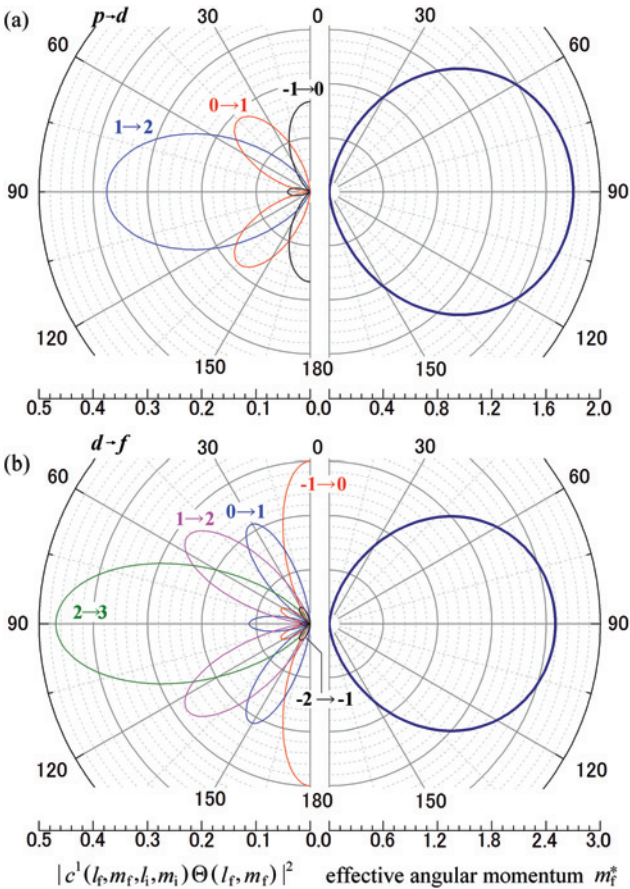 (a) p→d 30 0 30
60 60
-1→0
0→1
1→2
90 90
120 120
150 180 150
0.5 0.4 0.3 0.2 0.1 0.0 0.0 0.4 0.8 1.2 1.6 2.0
(b) d→f 30 0 30
60 60
-1→0
1→2 0→1
2→3
90 90
-2→-1
120 120
150 180 150
0.5 0.4 0.3 0.2 0.1 0.0 0.0 0.6 1.2 1.8 2.4 3.0
|c¹(l_f,m_f,l_i,m_i)Θ(l_f,m_f)|² effective angular momentum m_f*